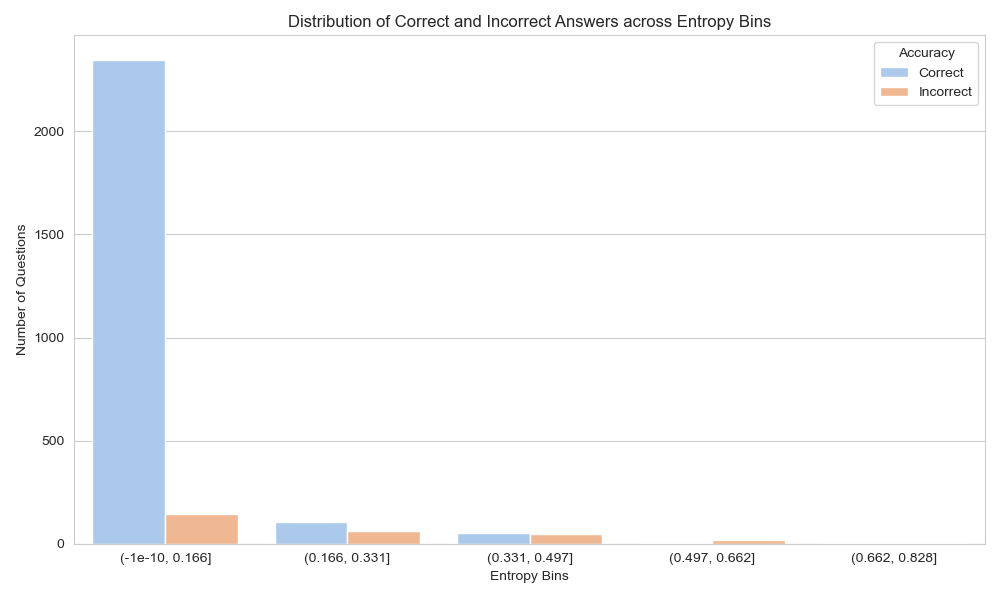 Distribution of Correct and Incorrect Answers across Entropy Bins
Accuracy
Correct
Incorrect
Number of Questions
2000
1500
1000
500
0
(-1e-10, 0.166]
(0.166, 0.331]
(0.331, 0.497]
(0.497, 0.662]
(0.662, 0.828]
Entropy Bins